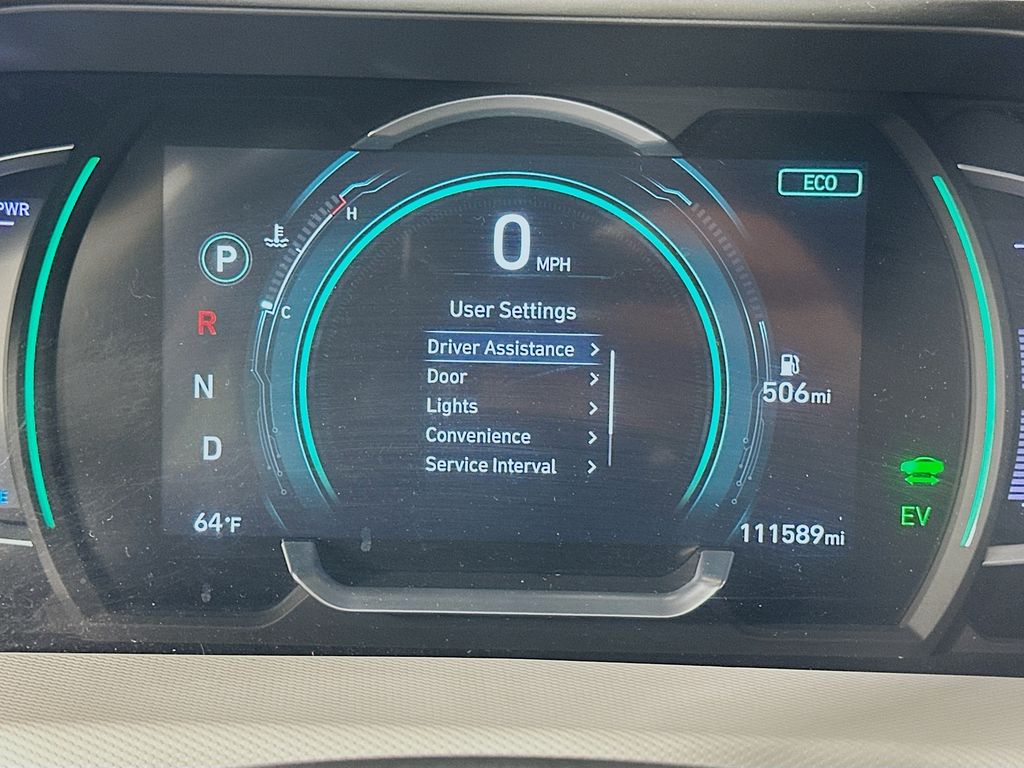 PWR
ECO
H
0 MPH
P
C
User Settings
R
Driver Assistance
Door
506mi
N
Lights
Convenience
D
Service Interval
EV
64°F
111589mi